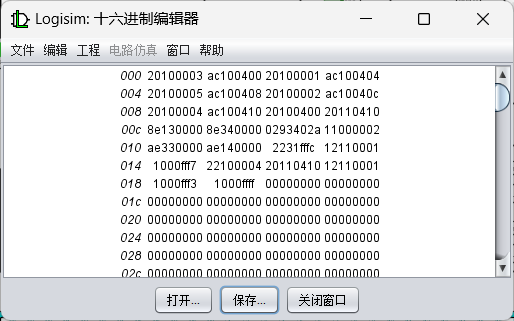 Logisim: 十六进制编辑器
文件 编辑 工程 电路仿真 窗口 帮助
000 20100003 ac100400 20100001 ac100404
004 20100005 ac100408 20100002 ac10040c
008 20100004 ac100410 20100400 20110410
00c 8e130000 8e340000 0293402a 11000002
010 ae330000 ae140000 2231fffc 12110001
014 1000fff7 22100004 20110410 12110001
018 1000fff3 1000ffff 00000000 00000000
01c 00000000 00000000 00000000 00000000
020 00000000 00000000 00000000 00000000
024 00000000 00000000 00000000 00000000
028 00000000 00000000 00000000 00000000
02c 00000000 00000000 00000000 00000000
打开... 保存... 关闭窗口